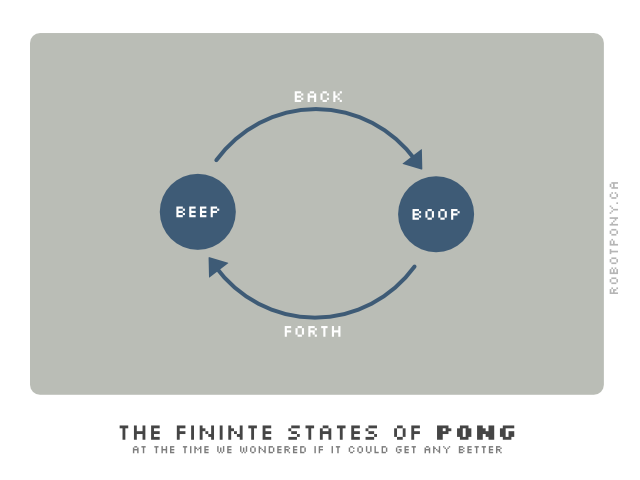 BACK
BEEP
BOOP
FORTH
ROBOTPONY.CA
THE FININTE STATES OF PONG
AT THE TIME WE WONDERED IF IT COULD GET ANY BETTER